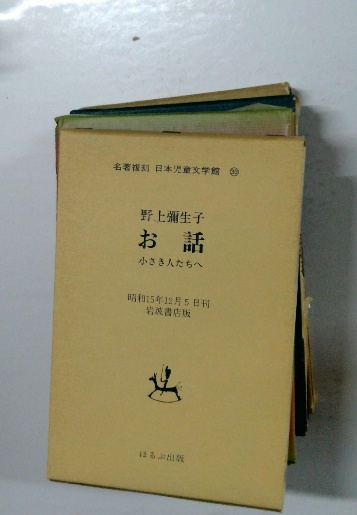 名著複刻 日本児童文学館 ㉚
野上彌生子
お話
小さき人たちへ
昭和15年12月5日刊
岩波書店版
ほるぷ出版